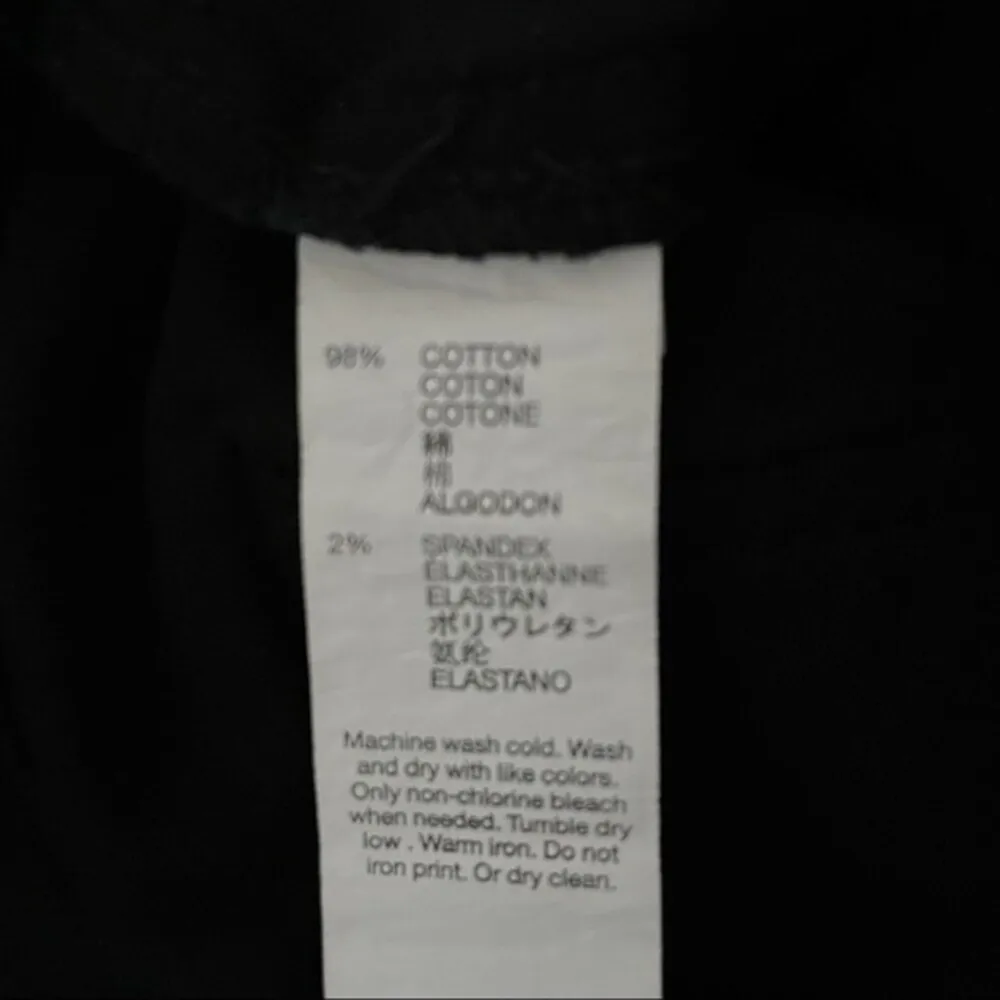 98% COTTON
COTON
COTONE
綿
棉
ALGODON
2% SPANDEX
ELASTHANNE
ELASTAN
ポリウレタン
氨纶
ELASTANO
Machine wash cold. Wash
and dry with like colors.
Only non-chlorine bleach
when needed. Tumble dry
low . Warm iron. Do not
iron print. Or dry clean.